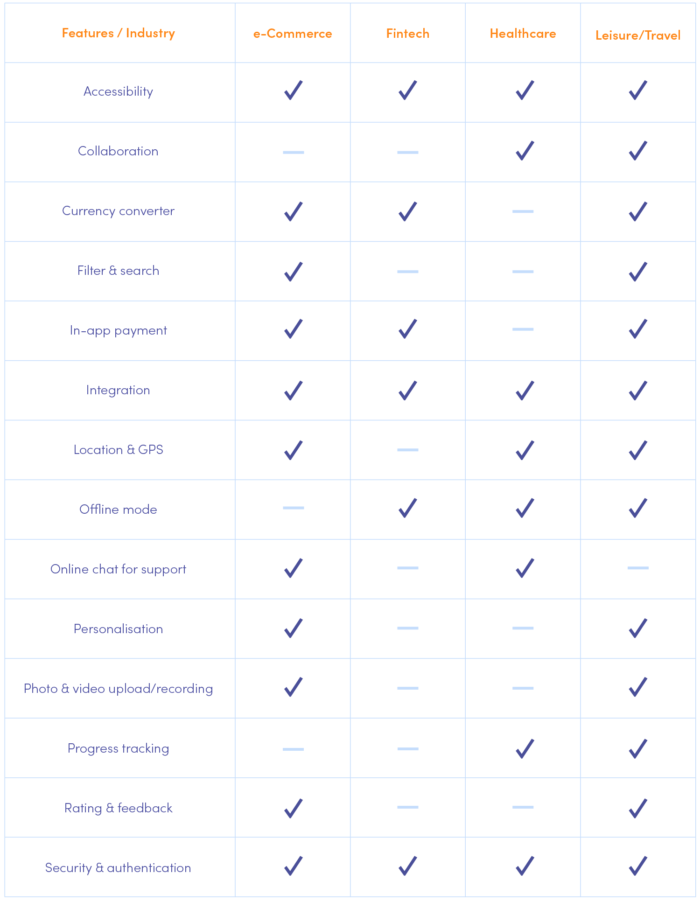 Features / Industry e-Commerce Fintech Healthcare Leisure/Travel
Accessibility ✓ ✓ ✓ ✓
Collaboration — — ✓ ✓
Currency converter ✓ ✓ — ✓
Filter & search ✓ — — ✓
In-app payment ✓ ✓ — ✓
Integration ✓ ✓ ✓ ✓
Location & GPS ✓ — ✓ ✓
Offline mode — ✓ ✓ ✓
Online chat for support ✓ — ✓ —
Personalisation ✓ — — ✓
Photo & video upload/recording ✓ — — ✓
Progress tracking — — ✓ ✓
Rating & feedback ✓ — — ✓
Security & authentication ✓ ✓ ✓ ✓